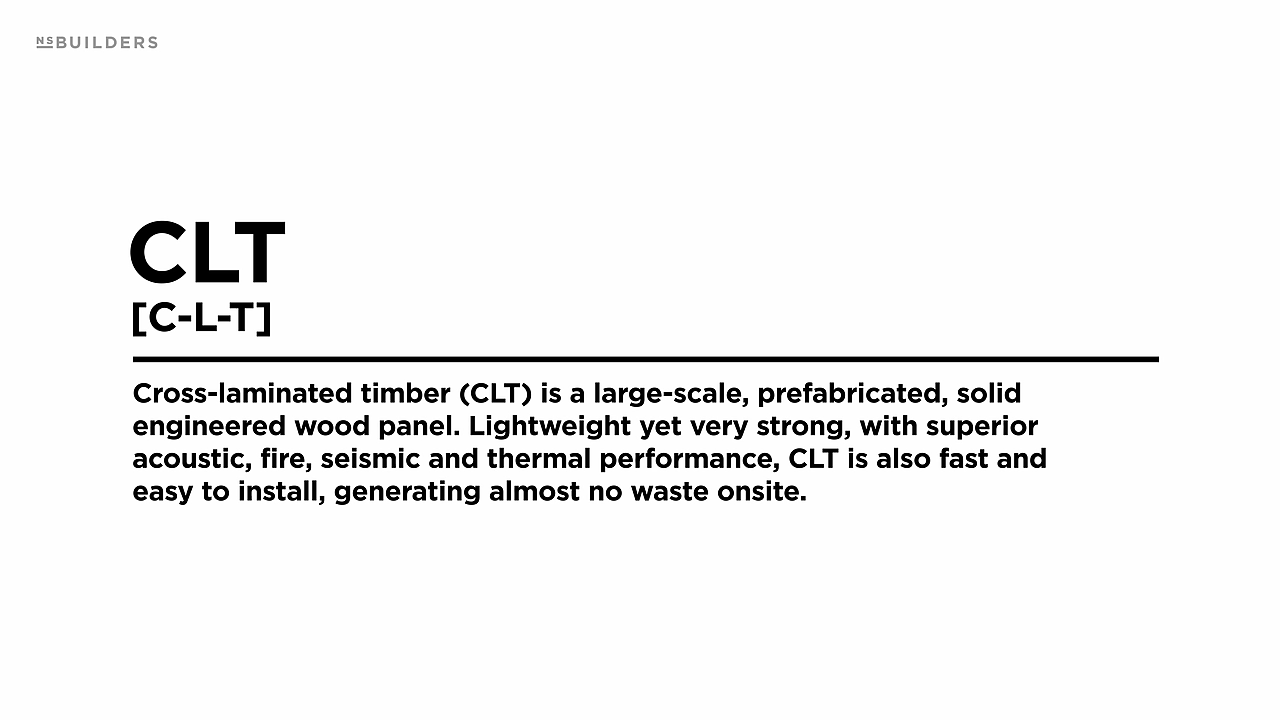 NSBUILDERS
CLT
[C-L-T]
Cross-laminated timber (CLT) is a large-scale, prefabricated, solid
engineered wood panel. Lightweight yet very strong, with superior
acoustic, fire, seismic and thermal performance, CLT is also fast and
easy to install, generating almost no waste onsite.